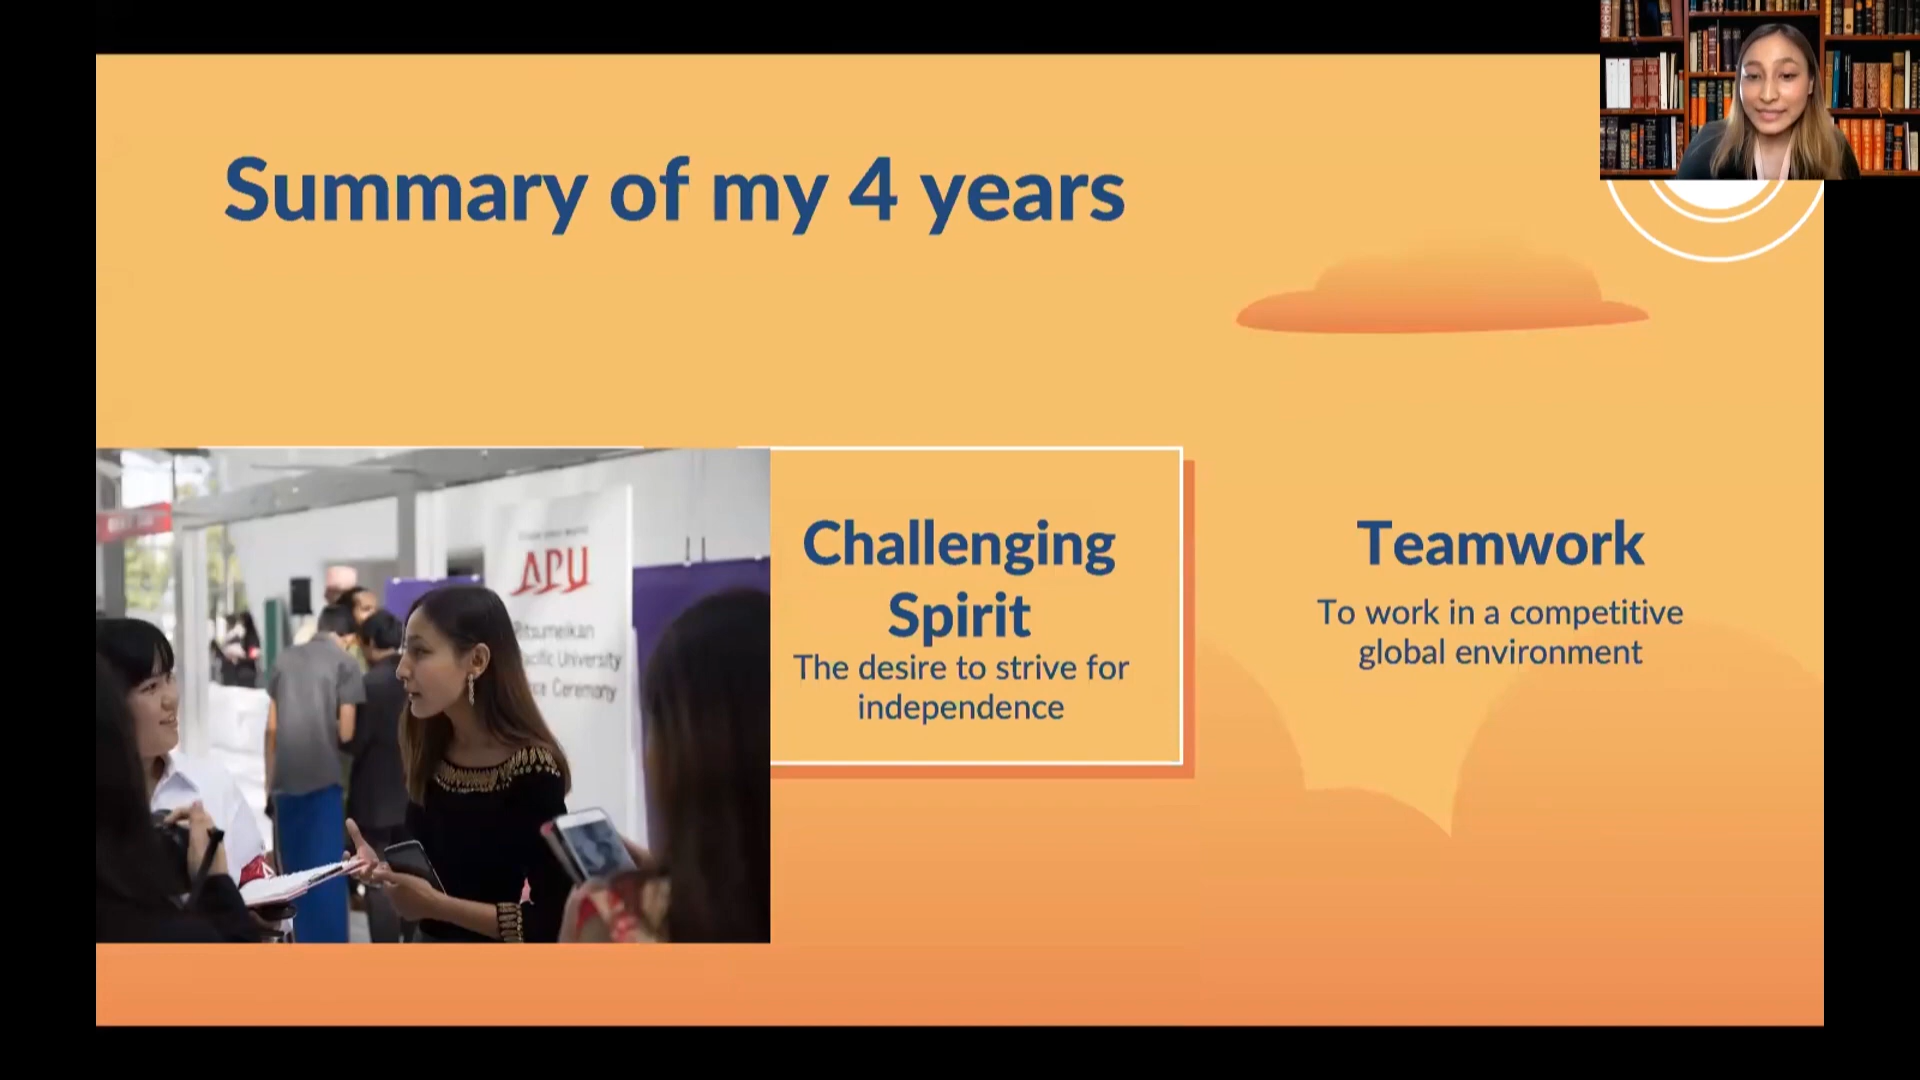 Summary of my 4 years
APU
Ritsumeikan
Pacific University
Ceremony
Challenging
Spirit
The desire to strive for
independence
Teamwork
To work in a competitive
global environment